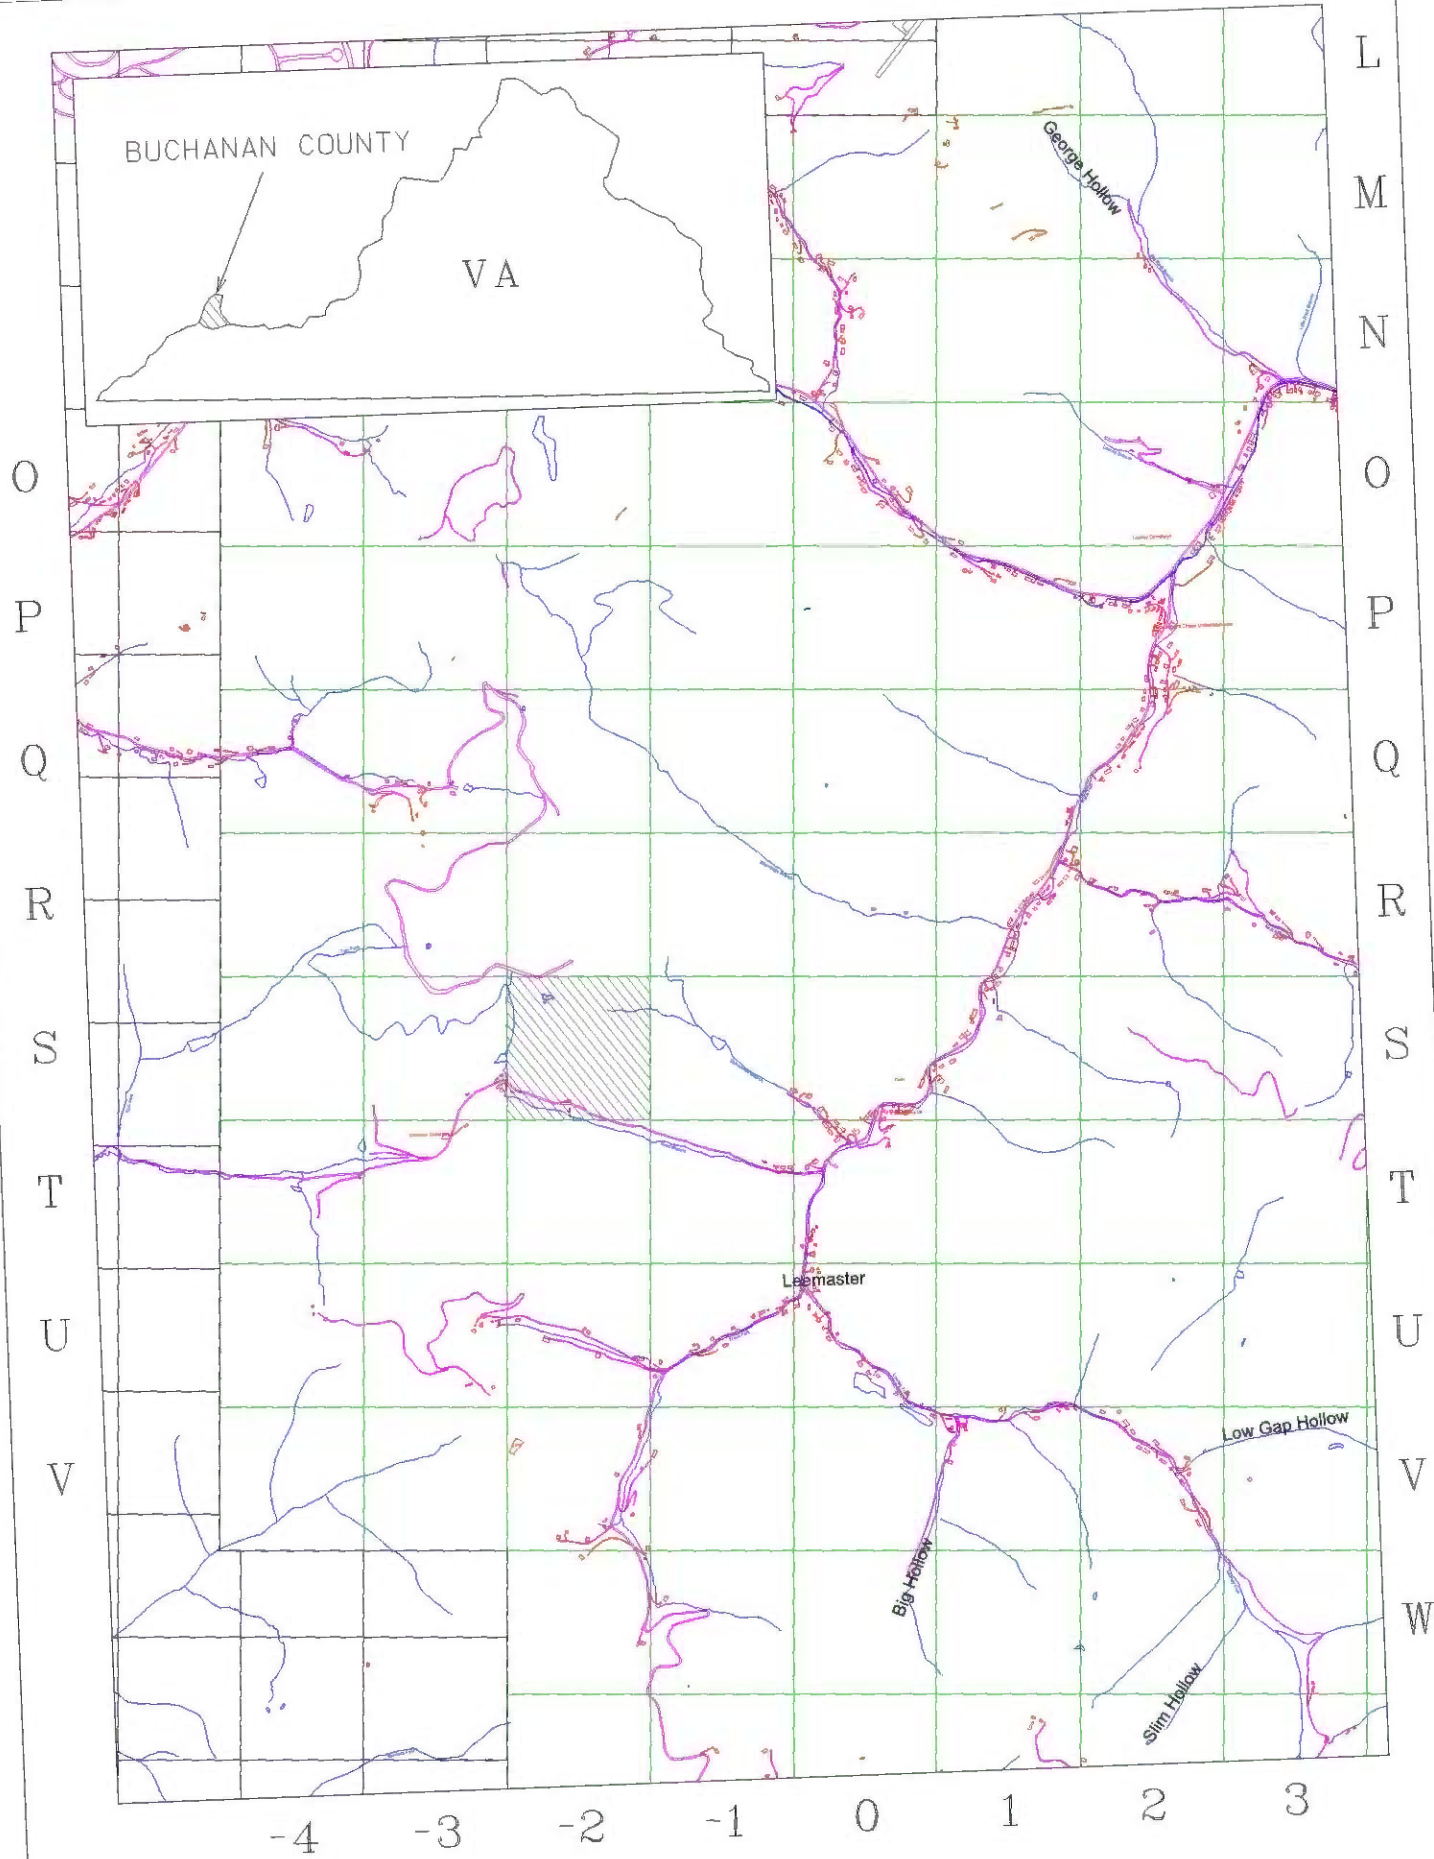 BUCHANAN COUNTY
VA
L
George Hollow
M
M
N
O
O
P
P
Q
Q
R
R
S
S
T
T
Leemaster
U
U
Low Gap Hollow
V
V
Big Hollow
W
Slim Hollow
-4
-3
-2
-1
0
1
2
3